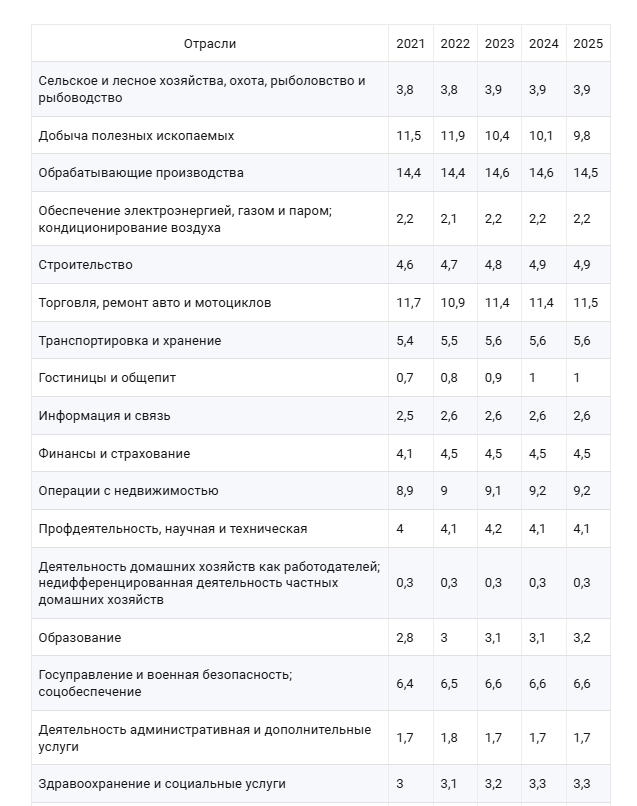 Отрасли 2021 2022 2023 2024 2025
Сельское и лесное хозяйства, охота, рыболовство и
рыбоводство 3,8 3,8 3,9 3,9 3,9
Добыча полезных ископаемых 11,5 11,9 10,4 10,1 9,8
Обрабатывающие производства 14,4 14,4 14,6 14,6 14,5
Обеспечение электроэнергией, газом и паром;
кондиционирование воздуха 2,2 2,1 2,2 2,2 2,2
Строительство 4,6 4,7 4,8 4,9 4,9
Торговля, ремонт авто и мотоциклов 11,7 10,9 11,4 11,4 11,5
Транспортировка и хранение 5,4 5,5 5,6 5,6 5,6
Гостиницы и общепит 0,7 0,8 0,9 1 1
Информация и связь 2,5 2,6 2,6 2,6 2,6
Финансы и страхование 4,1 4,5 4,5 4,5 4,5
Операции с недвижимостью 8,9 9 9,1 9,2 9,2
Профдеятельность, научная и техническая 4 4,1 4,2 4,1 4,1
Деятельность домашних хозяйств как работодателей;
недифференцированная деятельность частных
домашних хозяйств 0,3 0,3 0,3 0,3 0,3
Образование 2,8 3 3,1 3,1 3,2
Госуправление и военная безопасность;
соцобеспечение 6,4 6,5 6,6 6,6 6,6
Деятельность административная и дополнительные
услуги 1,7 1,8 1,7 1,7 1,7
Здравоохранение и социальные услуги 3 3,1 3,2 3,3 3,3